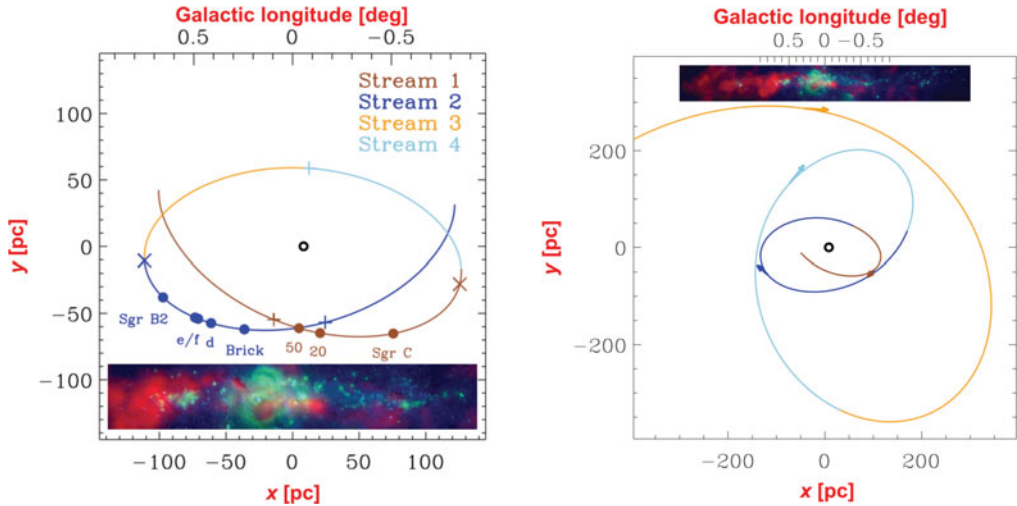 Galactic longitude [deg]
0.5 0 -0.5
Stream 1
Stream 2
Stream 3
Stream 4
100
50
0
-50
-100
y [pc]
Sgr B2
e/f d
Brick
50
20
Sgr C
-100 -50 0 50 100
x [pc]
Galactic longitude [deg]
0.5 0 -0.5
200
0
-200
y [pc]
-200 0 200
x [pc]